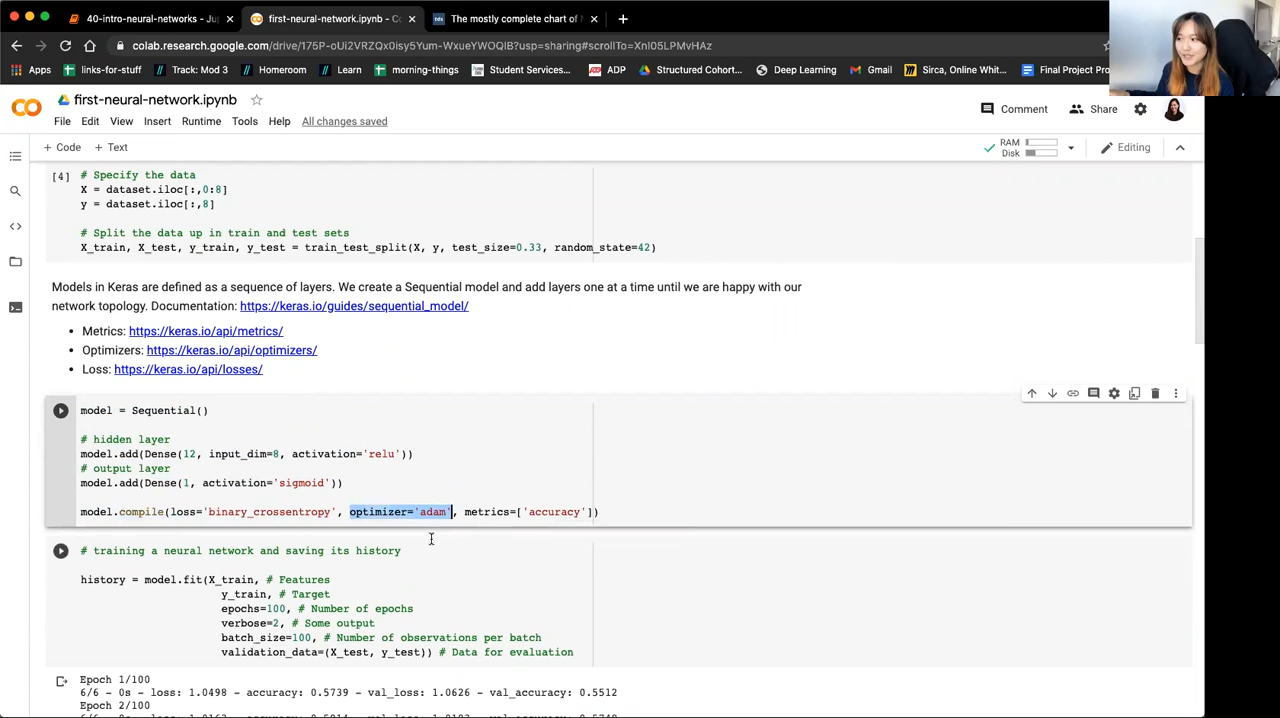 40-intro-neural-networks - Ju
first-neural-network.ipynb - Co
tds
The mostly complete chart of N
colab.research.google.com/drive/175P-oUi2VRZQx0isy5Yum-WxueYWOQIB?usp=sharing#scrollTo=XnI05LPMvHAz
Apps
links-for-stuff
Track: Mod 3
Homeroom
Learn
morning-things
Student Services...
ADP
Structured Cohort...
Deep Learning
Gmail
Sirca, Online Whit...
Final Project Pro
CO
first-neural-network.ipynb
Comment
Share
File Edit View Insert Runtime Tools Help All changes saved
+ Code + Text
RAM
Disk
Editing
[4] # Specify the data
X = dataset.iloc[:,0:8]
y = dataset.iloc[:,8]
# Split the data up in train and test sets
X_train, X_test, y_train, y_test = train_test_split(X, y, test_size=0.33, random_state=42)
Models in Keras are defined as a sequence of layers. We create a Sequential model and add layers one at a time until we are happy with our
network topology. Documentation: https://keras.io/guides/sequential_model/
• Metrics: https://keras.io/api/metrics/
• Optimizers: https://keras.io/api/optimizers/
• Loss: https://keras.io/api/losses/
model = Sequential()
# hidden layer
model.add(Dense(12, input_dim=8, activation='relu'))
# output layer
model.add(Dense(1, activation='sigmoid'))
model.compile(loss='binary_crossentropy', optimizer='adam', metrics=['accuracy'])
# training a neural network and saving its history
history = model.fit(X_train, # Features
y_train, # Target
epochs=100, # Number of epochs
verbose=2, # Some output
batch_size=100, # Number of observations per batch
validation_data=(X_test, y_test)) # Data for evaluation
Epoch 1/100
6/6 - 0s - loss: 1.0498 - accuracy: 0.5739 - val_loss: 1.0626 - val_accuracy: 0.5512
Epoch 2/100